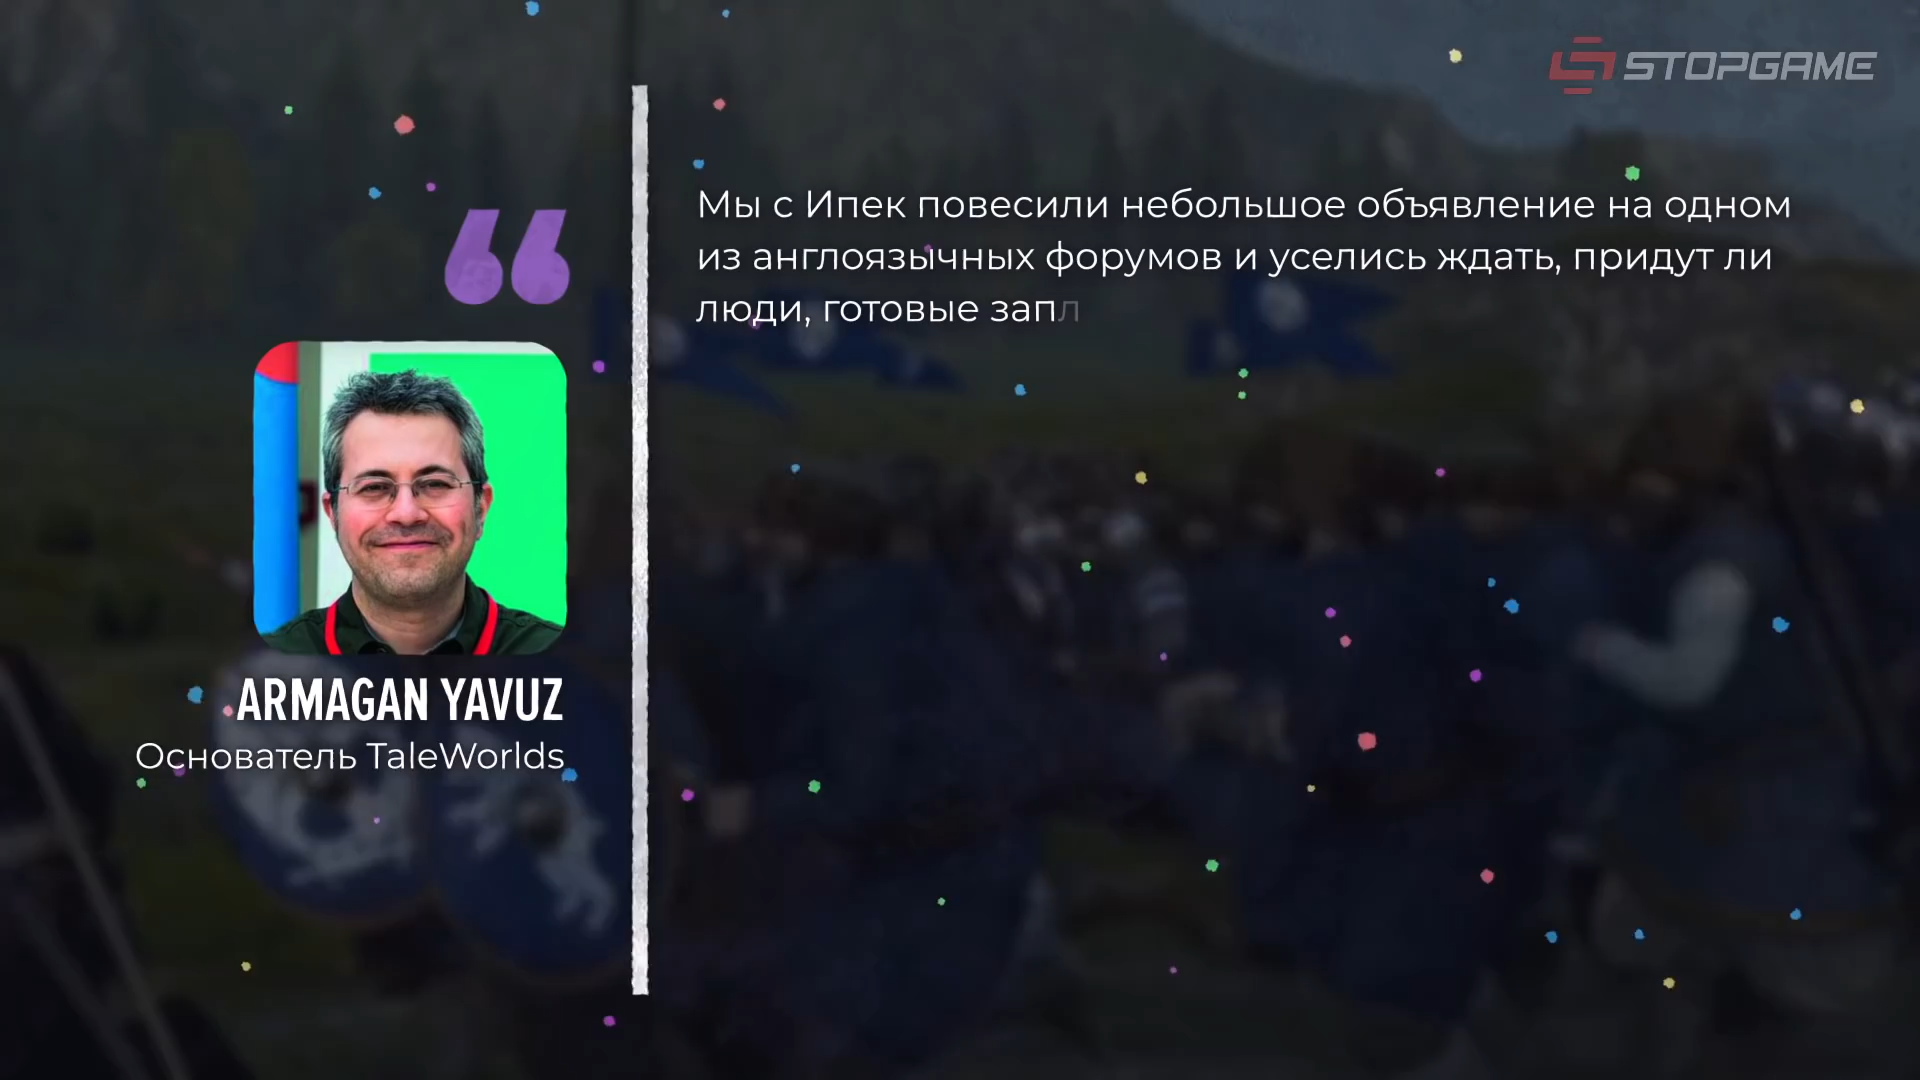 STOPGAME
Мы с Ипек повесили небольшое объявление на одном
из англоязычных форумов и уселись ждать, придут ли
люди, готовые запл
ARMAGAN YAVUZ
Основатель TaleWorlds